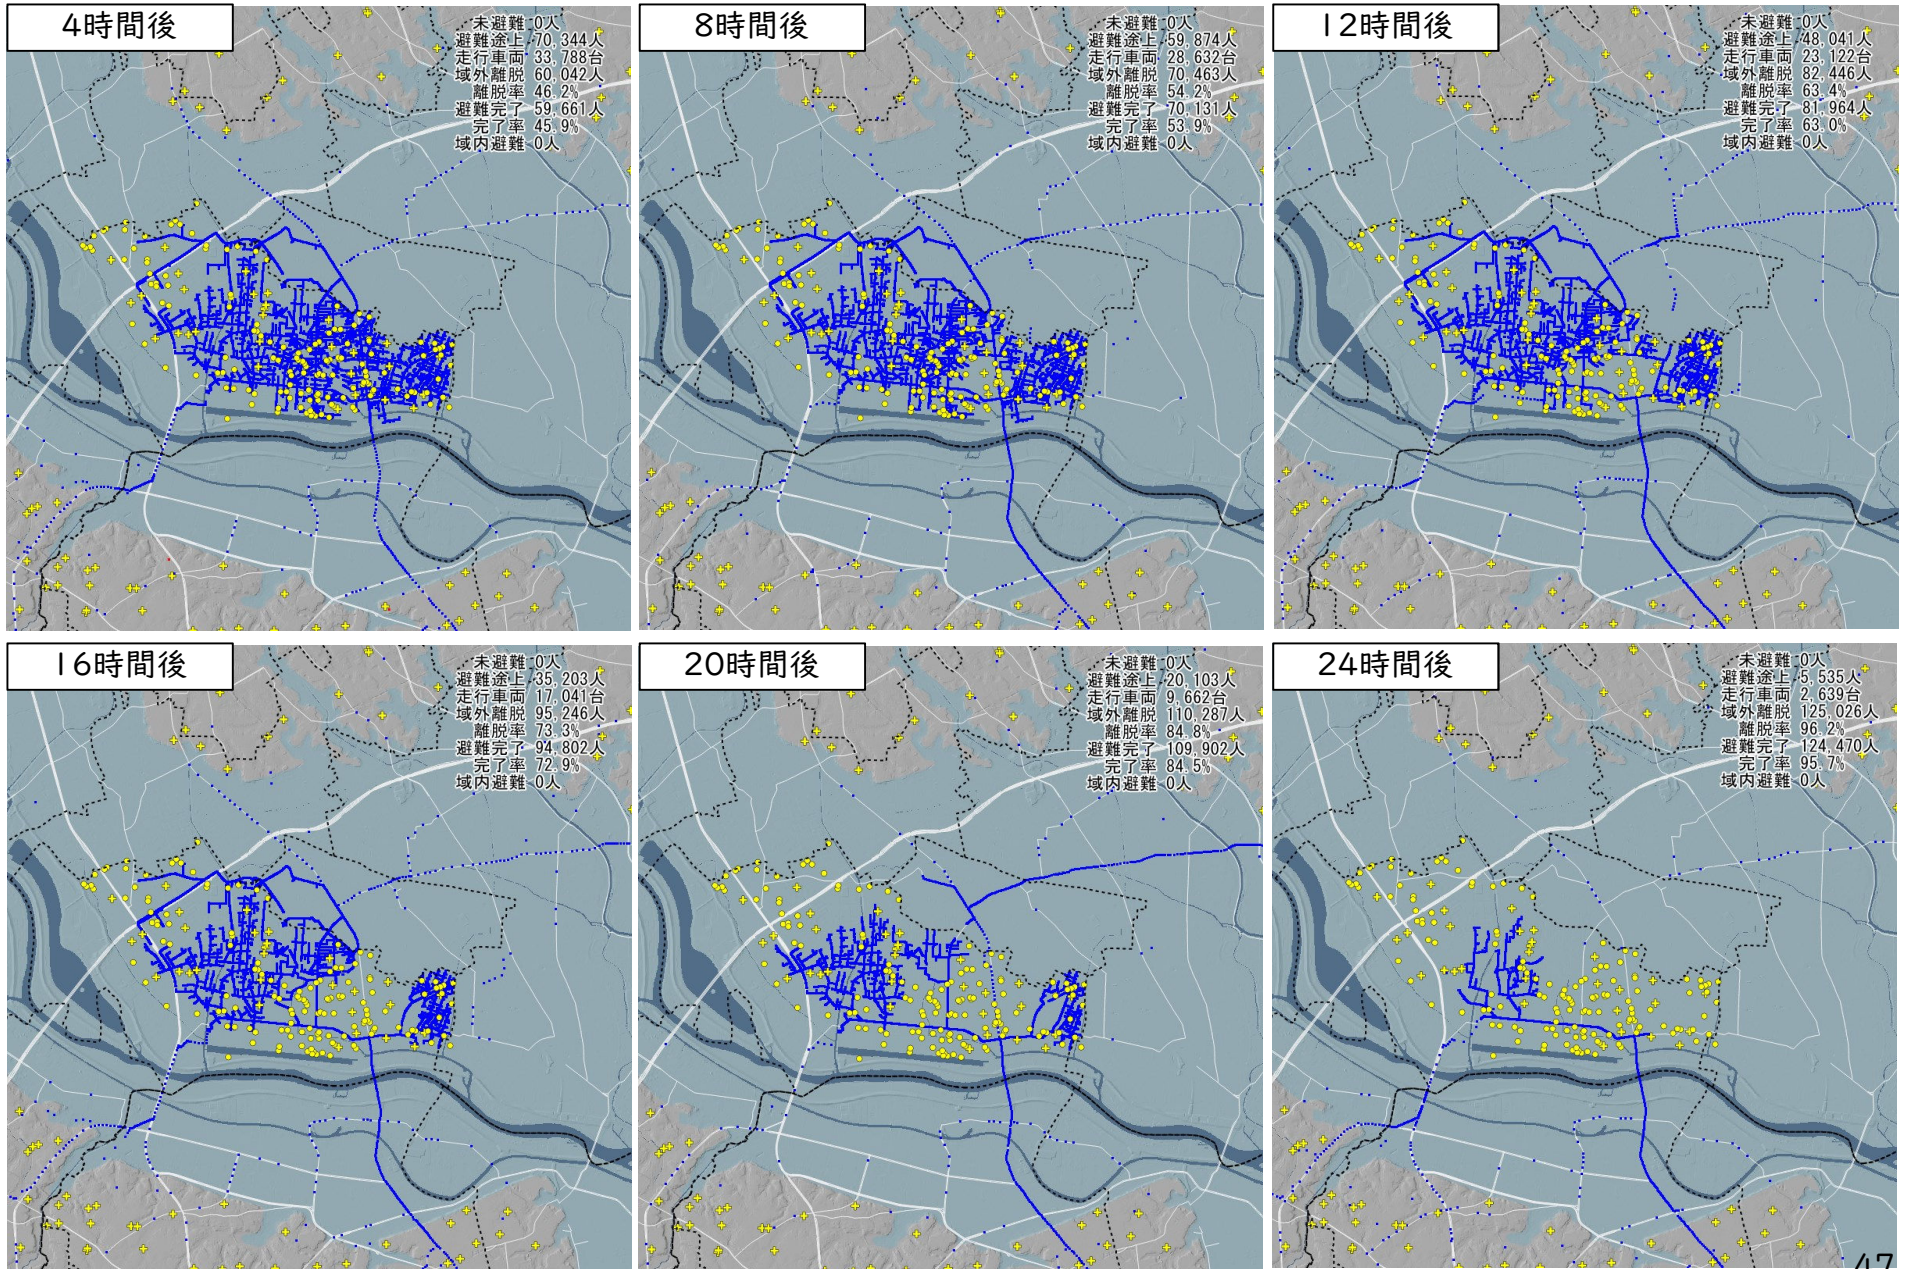 4時間後
未避難 0人
避難途上 70,344人
走行車両 33,788台
域外離脱 60,042人
離脱率 46.2%
避難完了 59,661人
完了率 45.9%
域内避難 0人
8時間後
未避難 0人
避難途上 59,874人
走行車両 28,632台
域外離脱 70,463人
離脱率 54.2%
避難完了 70,131人
完了率 53.9%
域内避難 0人
12時間後
未避難 0人
避難途上 48,041人
走行車両 23,122台
域外離脱 82,446人
離脱率 63.4%
避難完了 81,964人
完了率 63.0%
域内避難 0人
16時間後
未避難 0人
避難途上 35,203人
走行車両 17,041台
域外離脱 95,246人
離脱率 73.3%
避難完了 94,802人
完了率 72.9%
域内避難 0人
20時間後
未避難 0人
避難途上 20,103人
走行車両 9,662台
域外離脱 110,287人
離脱率 84.8%
避難完了 109,902人
完了率 84.5%
域内避難 0人
24時間後
未避難 0人
避難途上 5,535人
走行車両 2,639台
域外離脱 125,026人
離脱率 96.2%
避難完了 124,470人
完了率 95.7%
域内避難 0人
47